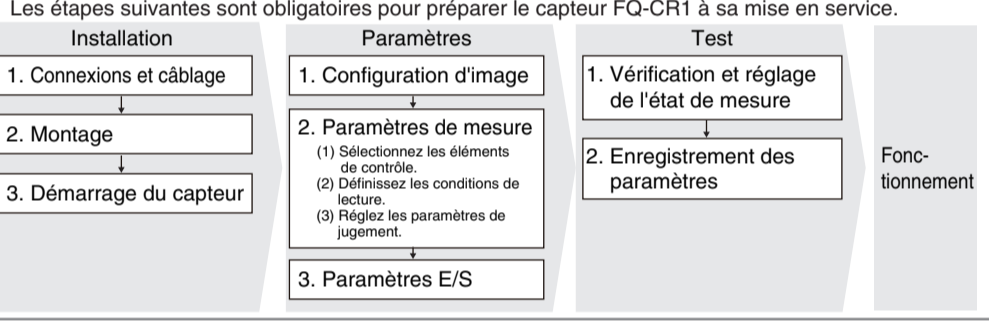 Les étapes suivantes sont obligatoires pour préparer le capteur FQ-CR1 à sa mise en service.
Installation
1. Connexions et câblage
2. Montage
3. Démarrage du capteur
Paramètres
1. Configuration d'image
2. Paramètres de mesure
(1) Sélectionnez les éléments
de contrôle.
(2) Définissez les conditions de
lecture.
(3) Réglez les paramètres de
jugement.
3. Paramètres E/S
Test
1. Vérification et réglage
de l'état de mesure
2. Enregistrement des
paramètres
Fonc-
tionnement